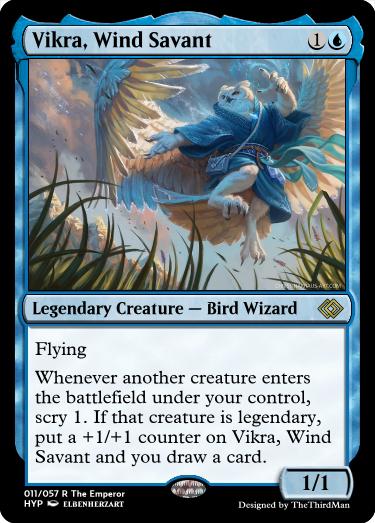 Vikra, Wind Savant
Legendary Creature — Bird Wizard
Flying
Whenever another creature enters
the battlefield under your control,
scry 1. If that creature is legendary,
put a +1/+1 counter on Vikra, Wind
Savant and you draw a card.
1/1
011/057 R The Emperor
HYP ELBENHERZART
Designed by TheThirdMan